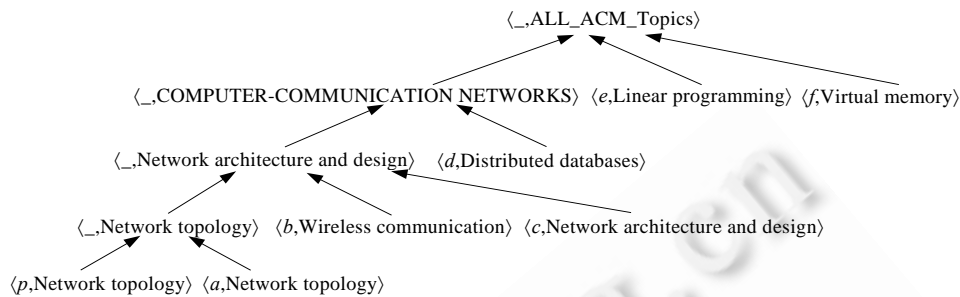 ⟨_,ALL_ACM_Topics⟩
⟨_,COMPUTER-COMMUNICATION NETWORKS⟩ ⟨e,Linear programming⟩ ⟨f,Virtual memory⟩
⟨_,Network architecture and design⟩ ⟨d,Distributed databases⟩
⟨_,Network topology⟩ ⟨b,Wireless communication⟩ ⟨c,Network architecture and design⟩
⟨p,Network topology⟩ ⟨a,Network topology⟩